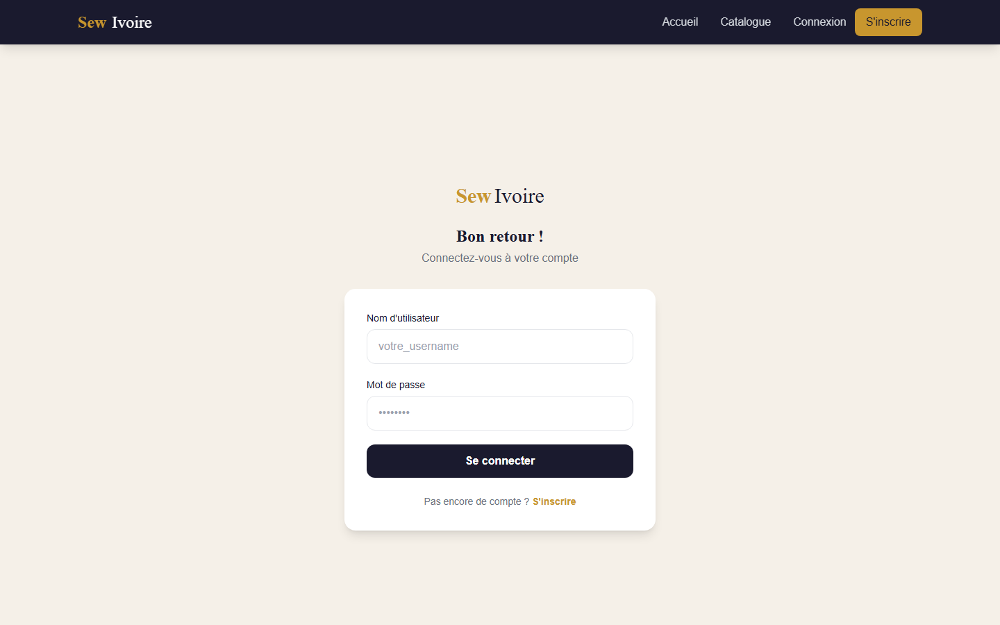 Sew Ivoire Accueil Catalogue Connexion S'inscrire
Sew Ivoire
Bon retour !
Connectez-vous à votre compte
Nom d'utilisateur
votre_username
Mot de passe
••••••••
Se connecter
Pas encore de compte ? S'inscrire